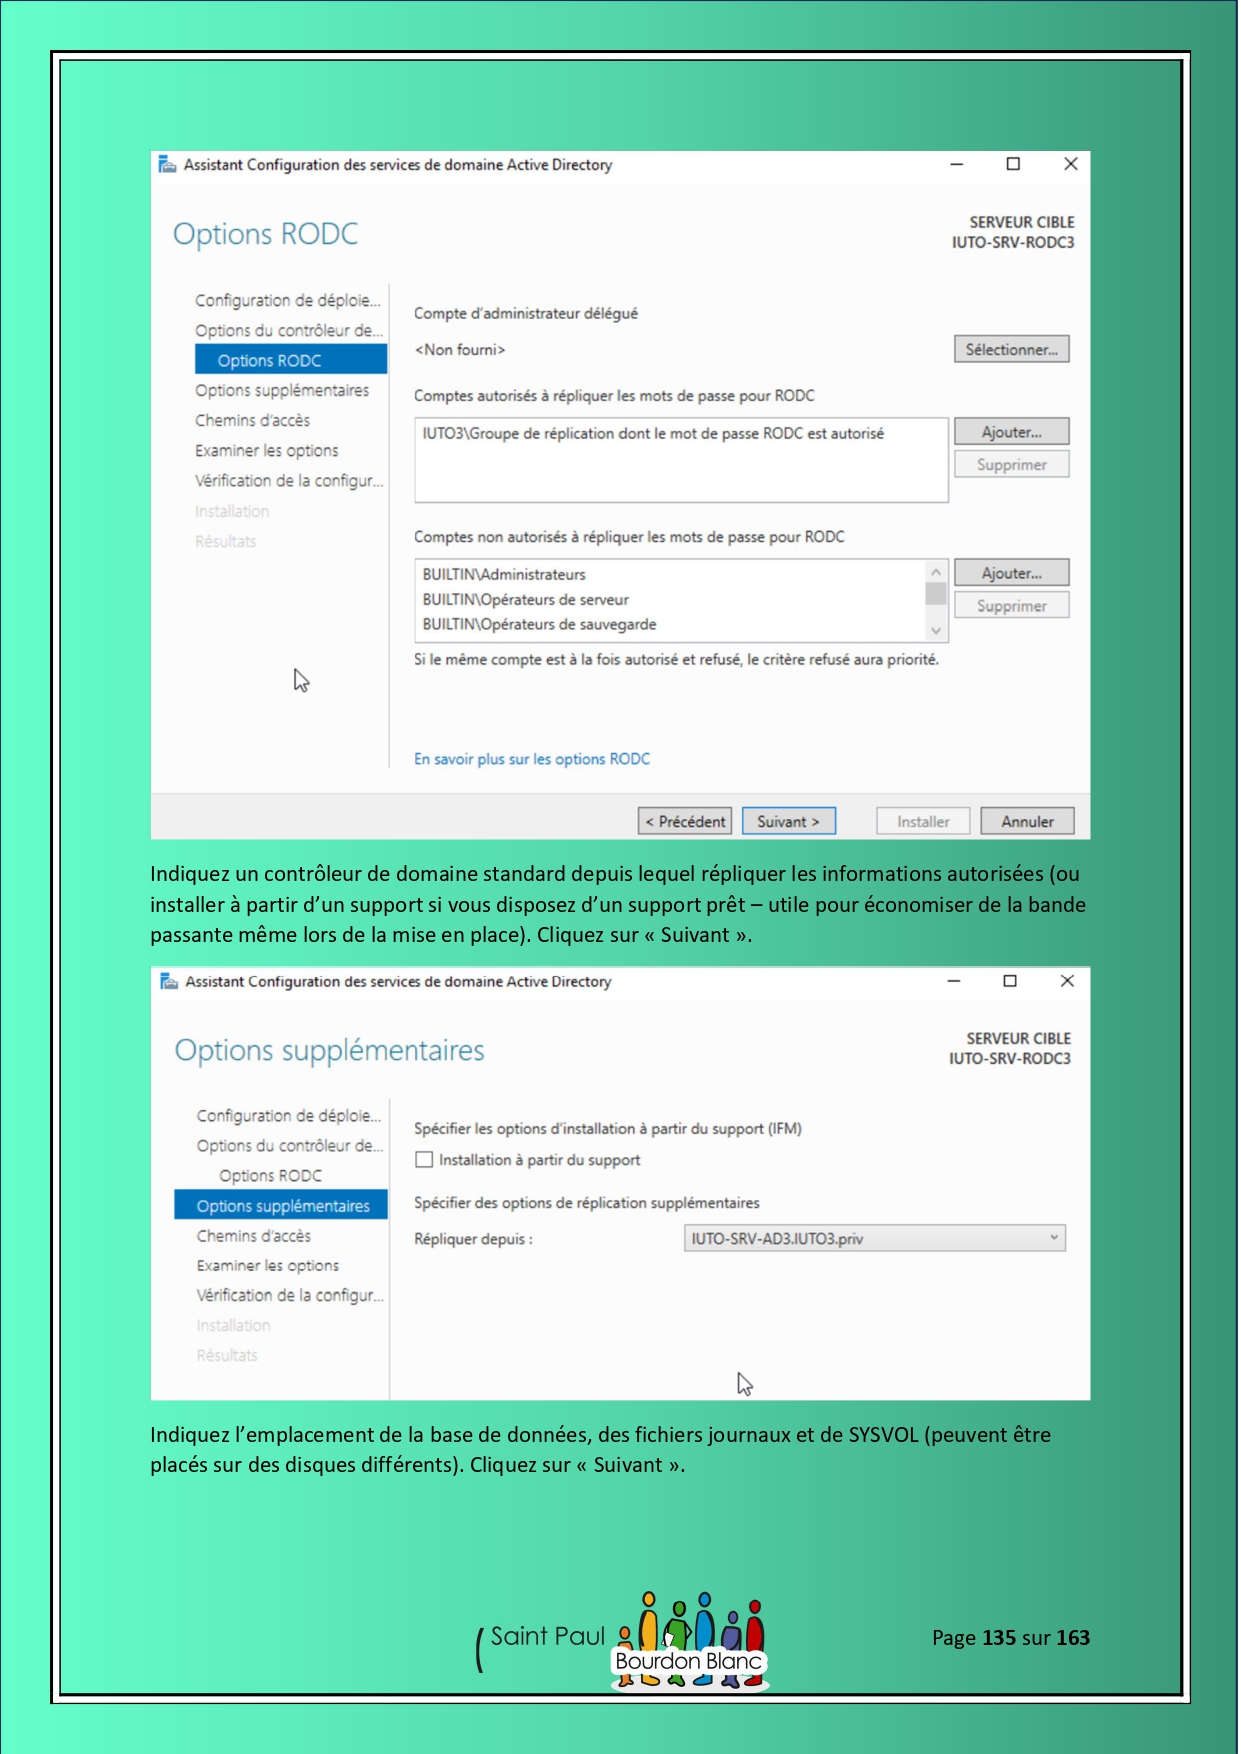 Assistant Configuration des services de domaine Active Directory
Options RODC
SERVEUR CIBLE
IUTO-SRV-RODC3
Configuration de déploie...
Options du contrôleur de...
Options RODC
Options supplémentaires
Chemins d'accès
Examiner les options
Vérification de la configur...
Installation
Résultats
Compte d'administrateur délégué
<Non fourni>
Sélectionner...
Comptes autorisés à répliquer les mots de passe pour RODC
IUTO3\Groupe de réplication dont le mot de passe RODC est autorisé
Ajouter...
Supprimer
Comptes non autorisés à répliquer les mots de passe pour RODC
BUILTIN\Administrateurs
BUILTIN\Opérateurs de serveur
BUILTIN\Opérateurs de sauvegarde
Ajouter...
Supprimer
Si le même compte est à la fois autorisé et refusé, le critère refusé aura priorité.
En savoir plus sur les options RODC
< Précédent
Suivant >
Installer
Annuler
Indiquez un contrôleur de domaine standard depuis lequel répliquer les informations autorisées (ou
installer à partir d'un support si vous disposez d'un support prêt – utile pour économiser de la bande
passante même lors de la mise en place). Cliquez sur « Suivant ».
Assistant Configuration des services de domaine Active Directory
Options supplémentaires
SERVEUR CIBLE
IUTO-SRV-RODC3
Configuration de déploie...
Options du contrôleur de...
Options RODC
Options supplémentaires
Chemins d'accès
Examiner les options
Vérification de la configur...
Installation
Résultats
Spécifier les options d'installation à partir du support (IFM)
Installation à partir du support
Spécifier des options de réplication supplémentaires
Répliquer depuis :
IUTO-SRV-AD3.IUTO3.priv
Indiquez l'emplacement de la base de données, des fichiers journaux et de SYSVOL (peuvent être
placés sur des disques différents). Cliquez sur « Suivant ».
Saint Paul
Bourdon Blanc
Page 135 sur 163